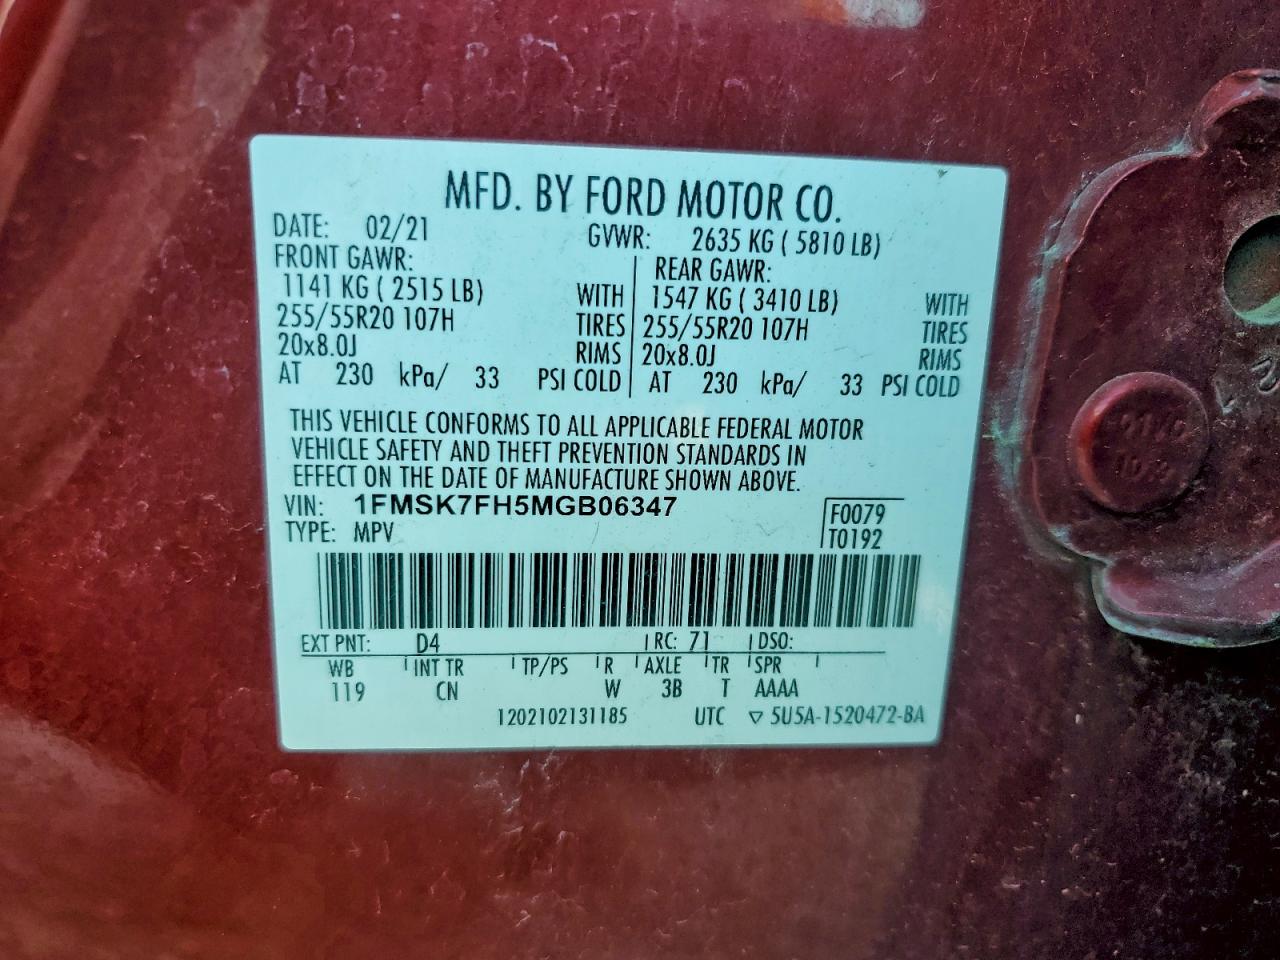 MFD. BY FORD MOTOR CO.
DATE: 02/21 GVWR: 2635 KG ( 5810 LB)
FRONT GAWR: REAR GAWR:
1141 KG ( 2515 LB) WITH 1547 KG ( 3410 LB) WITH
255/55R20 107H TIRES 255/55R20 107H TIRES
20x8.0J RIMS 20x8.0J RIMS
AT 230 kPa/ 33 PSI COLD AT 230 kPa/ 33 PSI COLD
THIS VEHICLE CONFORMS TO ALL APPLICABLE FEDERAL MOTOR
VEHICLE SAFETY AND THEFT PREVENTION STANDARDS IN
EFFECT ON THE DATE OF MANUFACTURE SHOWN ABOVE.
VIN: 1FMSK7FH5MGB06347 F0079
TYPE: MPV T0192
EXT PNT: D4 RC: 71 DSO:
WB INT TR TP/PS R AXLE TR SPR
119 CN W 3B T AAAA
1202102131185 UTC ▽ 5U5A-1520472-BA